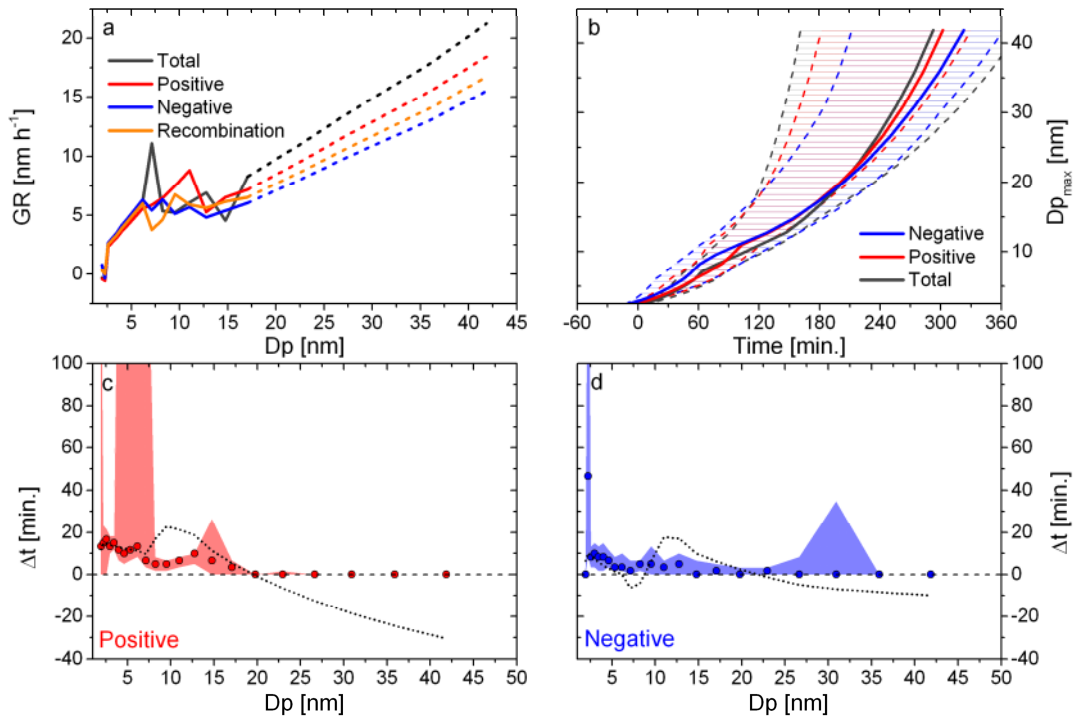 a
GR [nm h-1]
20
15
10
5
0
Total
Positive
Negative
Recombination
5 10 15 20 25 30 35 40 45
Dp [nm]
b
Dpmax [nm]
40
30
20
10
Negative
Positive
Total
-60 0 60 120 180 240 300 360
Time [min.]
c
Δt [min.]
100
80
60
40
20
0
-20
-40
Positive
5 10 15 20 25 30 35 40 45 50
Dp [nm]
d
Δt [min.]
100
80
60
40
20
0
-20
-40
Negative
5 10 15 20 25 30 35 40 45 50
Dp [nm]